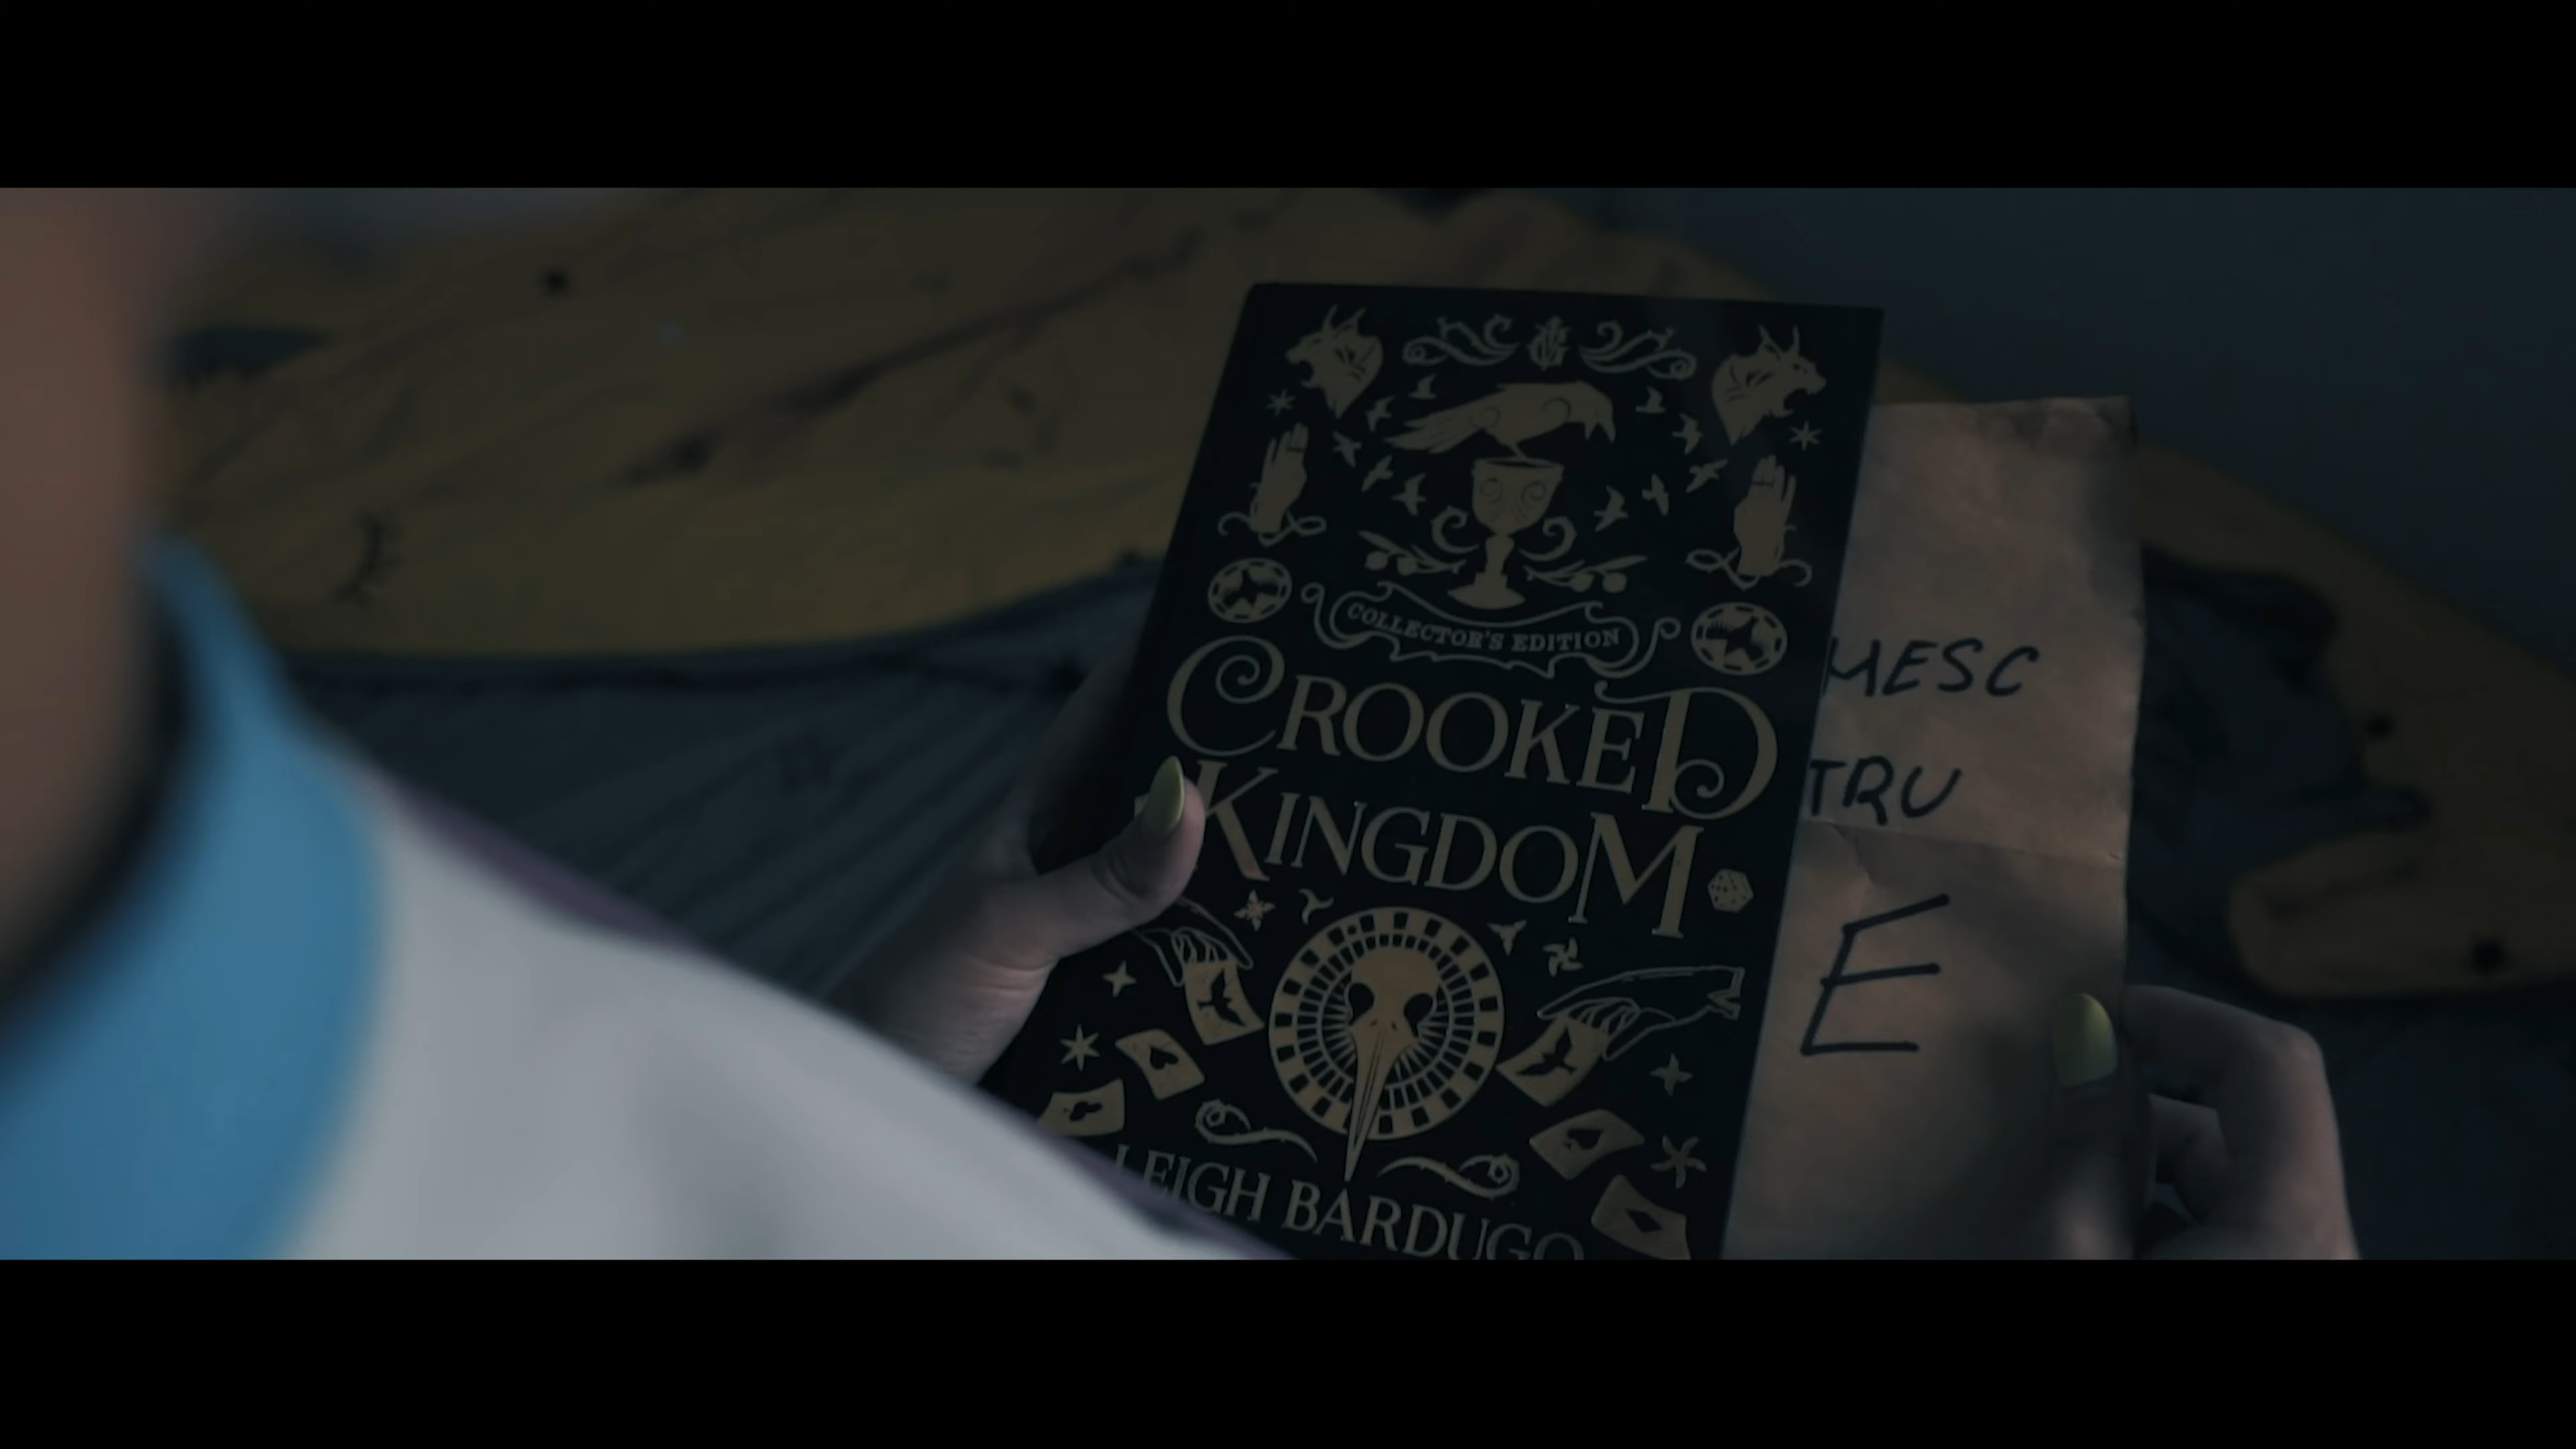 COLLECTOR'S EDITION
CROOKED
KINGDOM
LEIGH BARDUGO
MESC
TRU
E